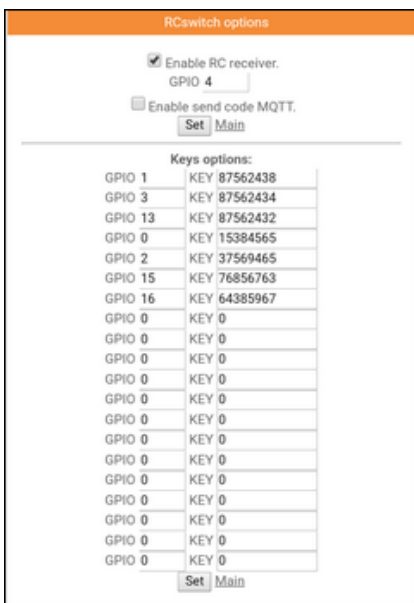 RCswitch options
Enable RC receiver.
GPIO 4
Enable send code MQTT.
Set Main
Keys options:
GPIO 1 KEY 87562438
GPIO 3 KEY 87562434
GPIO 13 KEY 87562432
GPIO 0 KEY 15384565
GPIO 2 KEY 37569465
GPIO 15 KEY 76856763
GPIO 16 KEY 64385967
GPIO 0 KEY 0
GPIO 0 KEY 0
GPIO 0 KEY 0
GPIO 0 KEY 0
GPIO 0 KEY 0
GPIO 0 KEY 0
GPIO 0 KEY 0
GPIO 0 KEY 0
GPIO 0 KEY 0
GPIO 0 KEY 0
GPIO 0 KEY 0
GPIO 0 KEY 0
GPIO 0 KEY 0
Set Main